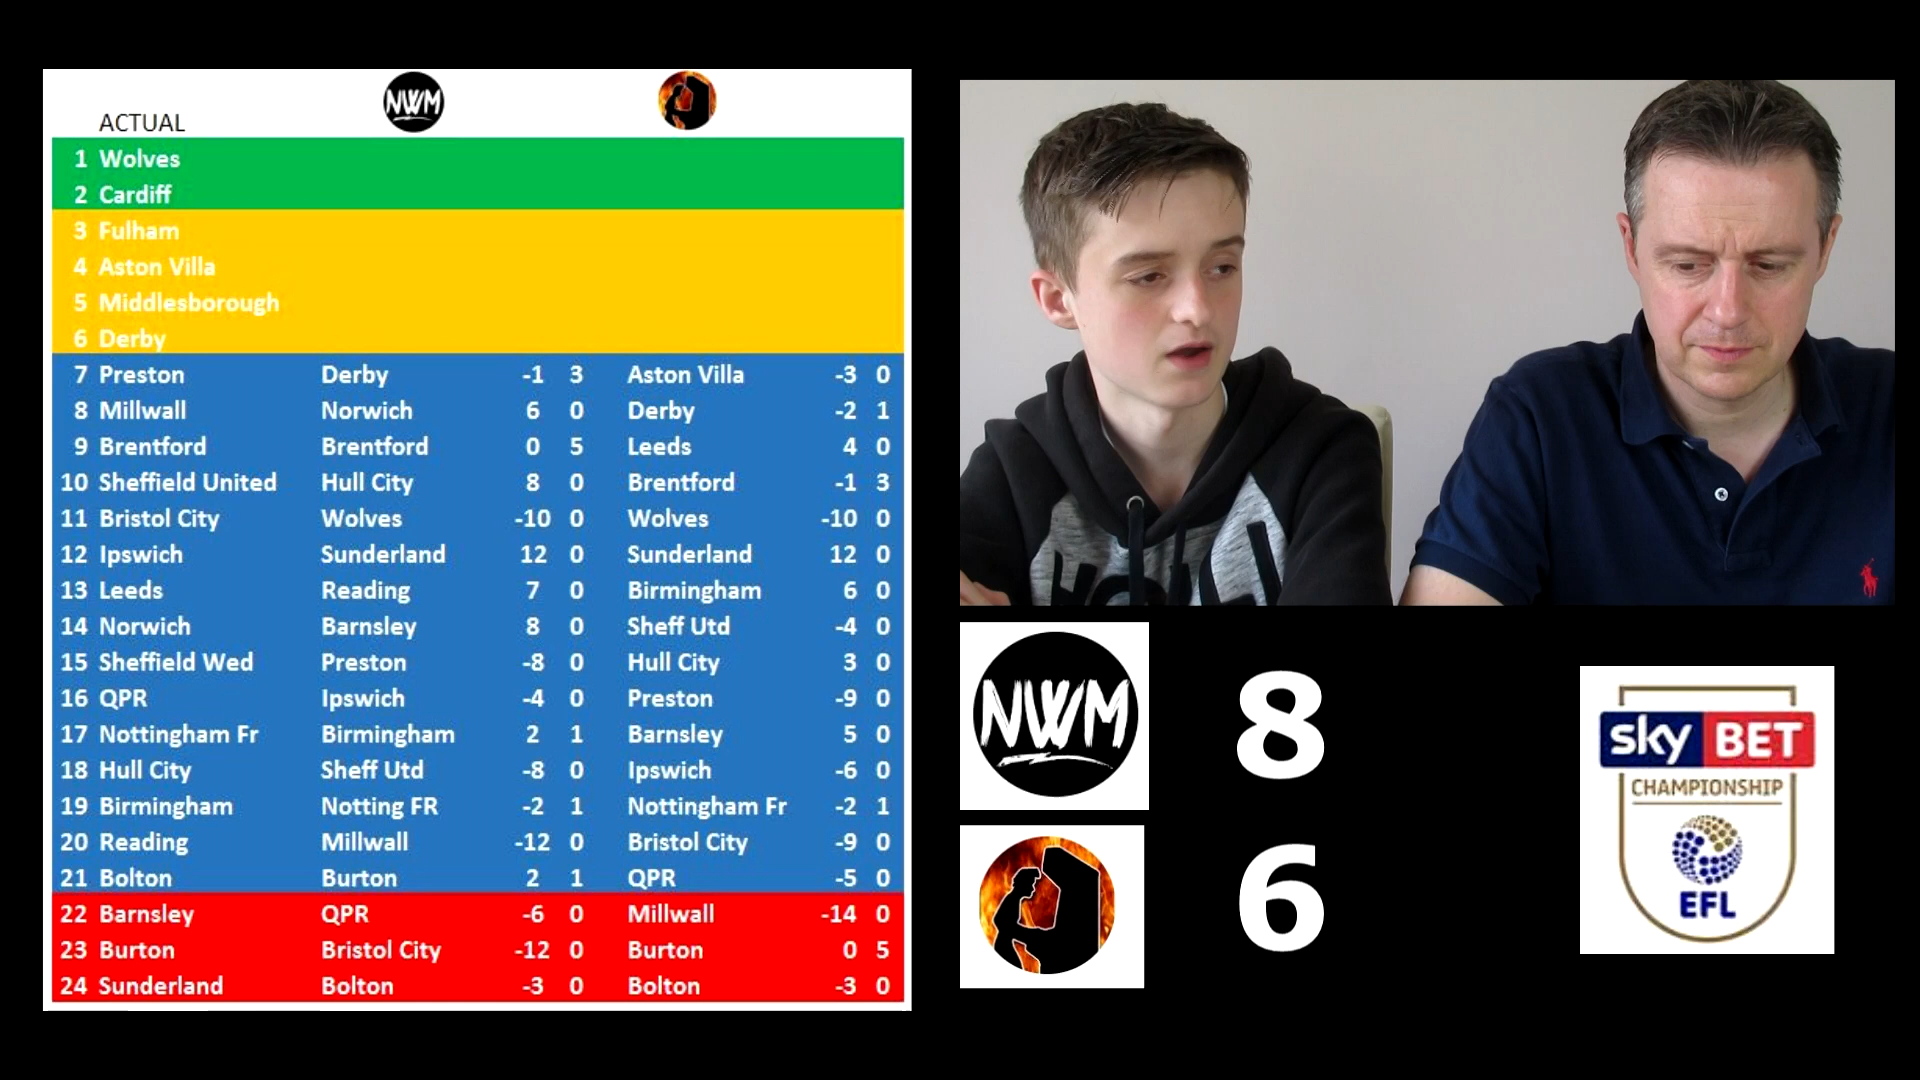 NWM
ACTUAL
1 Wolves
2 Cardiff
3 Fulham
4 Aston Villa
5 Middlesborough
6 Derby
7 Preston Derby -1 3 Aston Villa -3 0
8 Millwall Norwich 6 0 Derby -2 1
9 Brentford Brentford 0 5 Leeds 4 0
10 Sheffield United Hull City 8 0 Brentford -1 3
11 Bristol City Wolves -10 0 Wolves -10 0
12 Ipswich Sunderland 12 0 Sunderland 12 0
13 Leeds Reading 7 0 Birmingham 6 0
14 Norwich Barnsley 8 0 Sheff Utd -4 0
15 Sheffield Wed Preston -8 0 Hull City 3 0
16 QPR Ipswich -4 0 Preston -9 0
17 Nottingham Fr Birmingham 2 1 Barnsley 5 0
18 Hull City Sheff Utd -8 0 Ipswich -6 0
19 Birmingham Notting FR -2 1 Nottingham Fr -2 1
20 Reading Millwall -12 0 Bristol City -9 0
21 Bolton Burton 2 1 QPR -5 0
22 Barnsley QPR -6 0 Millwall -14 0
23 Burton Bristol City -12 0 Burton 0 5
24 Sunderland Bolton -3 0 Bolton -3 0
NWM 8
6
sky BET
CHAMPIONSHIP
EFL